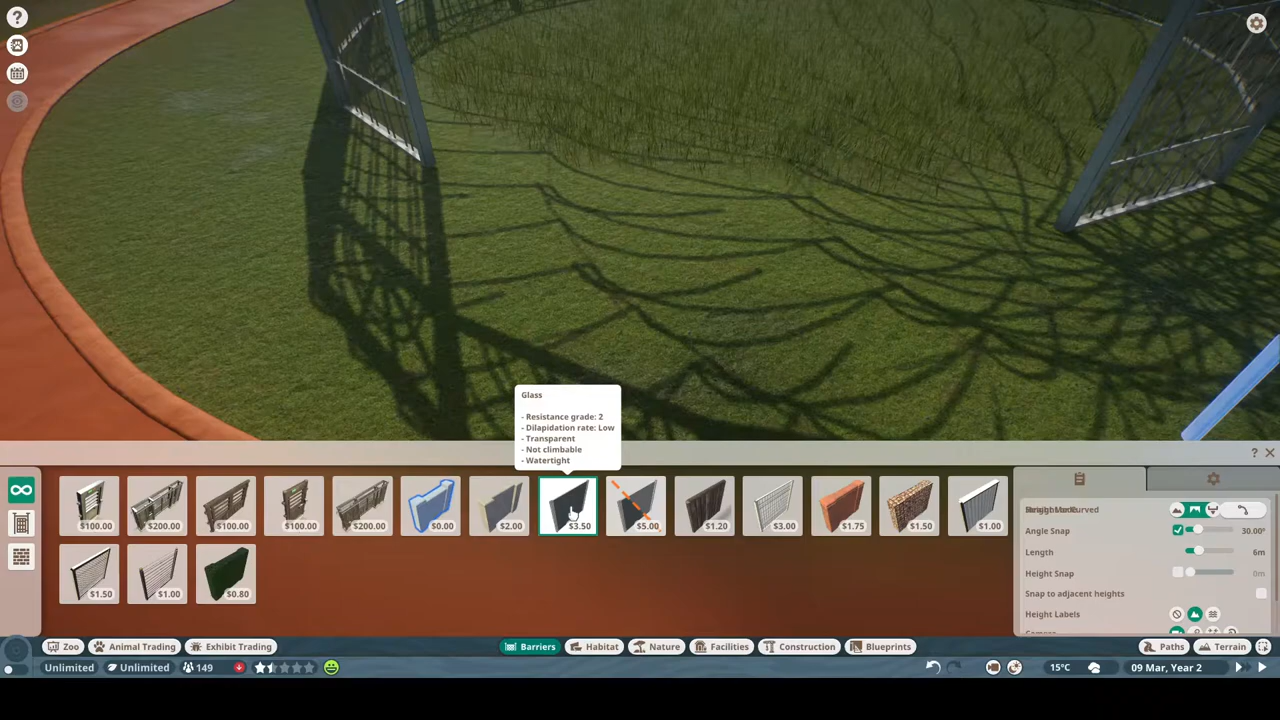 ?
Glass
- Resistance grade: 2
- Dilapidation rate: Low
- Transparent
- Not climbable
- Watertight
?
$100.00
$200.00
$100.00
$100.00
$200.00
$0.00
$2.00
$3.50
$5.00
$1.20
$3.00
$1.75
$1.50
$1.00
$1.50
$1.00
$0.80
Curved
Angle Snap
30.00°
Length
6m
Height Snap
0m
Snap to adjacent heights
Height Labels
Zoo
Animal Trading
Exhibit Trading
Barriers
Habitat
Nature
Facilities
Construction
Blueprints
Paths
Terrain
Unlimited
Unlimited
149
15°C
09 Mar, Year 2